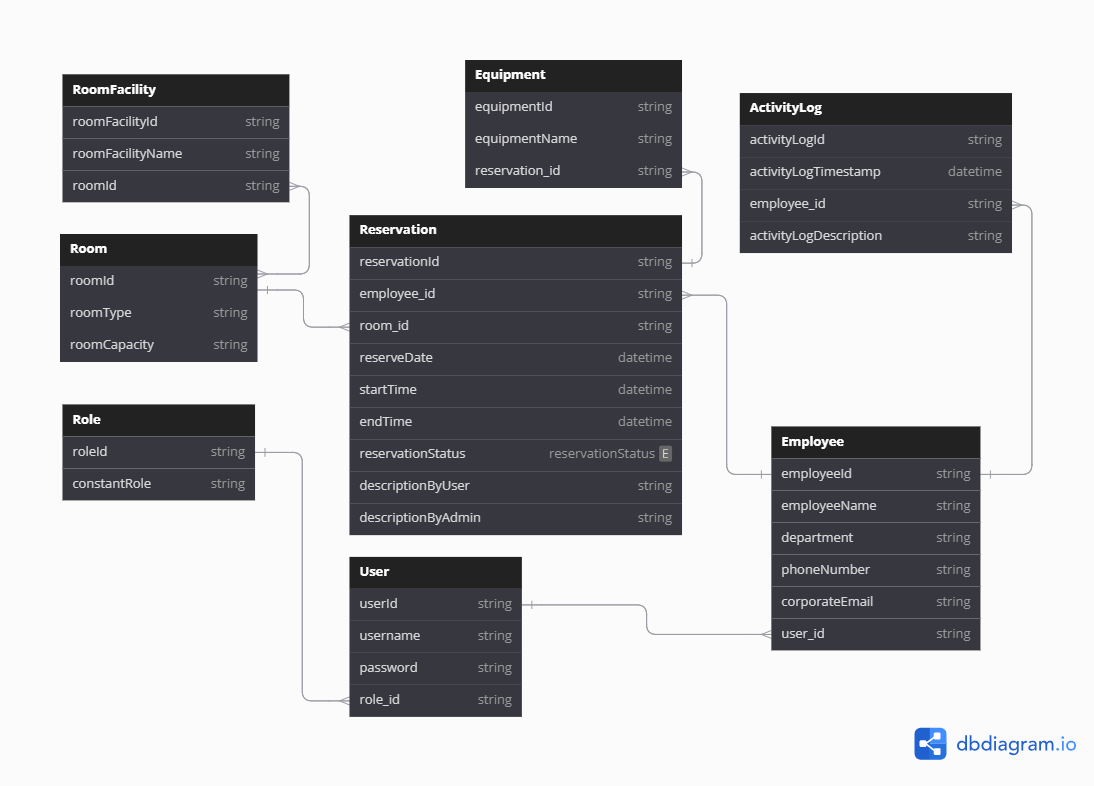 RoomFacility
roomFacilityId string
roomFacilityName string
roomId string
Equipment
equipmentId string
equipmentName string
reservation_id string
ActivityLog
activityLogId string
activityLogTimestamp datetime
employee_id string
activityLogDescription string
Room
roomId string
roomType string
roomCapacity string
Reservation
reservationId string
employee_id string
room_id string
reserveDate datetime
startTime datetime
endTime datetime
reservationStatus reservationStatus E
descriptionByUser string
descriptionByAdmin string
Role
roleId string
constantRole string
Employee
employeeId string
employeeName string
department string
phoneNumber string
corporateEmail string
user_id string
User
userId string
username string
password string
role_id string
dbdiagram.io